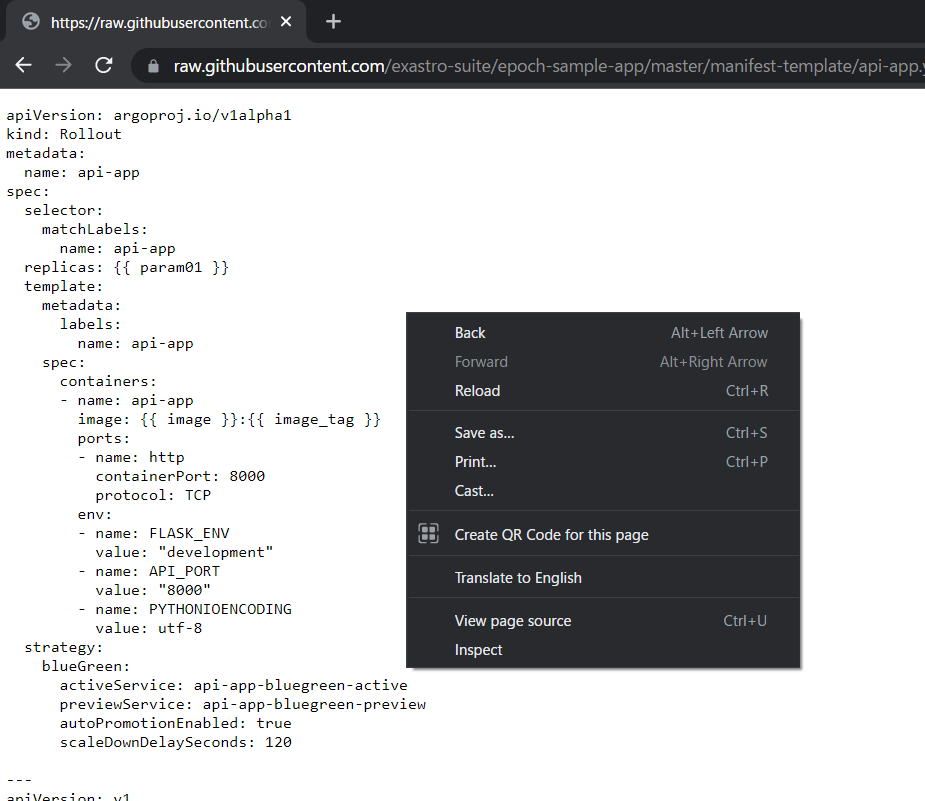 https://raw.githubusercontent.co
raw.githubusercontent.com/exastro-suite/epoch-sample-app/master/manifest-template/api-app.y
apiVersion: argoproj.io/v1alpha1
kind: Rollout
metadata:
  name: api-app
spec:
  selector:
    matchLabels:
      name: api-app
  replicas: {{ param01 }}
  template:
    metadata:
      labels:
        name: api-app
    spec:
      containers:
      - name: api-app
        image: {{ image }}:{{ image_tag }}
        ports:
        - name: http
          containerPort: 8000
          protocol: TCP
        env:
        - name: FLASK_ENV
          value: "development"
        - name: API_PORT
          value: "8000"
        - name: PYTHONIOENCODING
          value: utf-8
  strategy:
    blueGreen:
      activeService: api-app-bluegreen-active
      previewService: api-app-bluegreen-preview
      autoPromotionEnabled: true
      scaleDownDelaySeconds: 120
---
apiVersion: v1
Back Alt+Left Arrow
Forward Alt+Right Arrow
Reload Ctrl+R
Save as... Ctrl+S
Print... Ctrl+P
Cast...
Create QR Code for this page
Translate to English
View page source Ctrl+U
Inspect